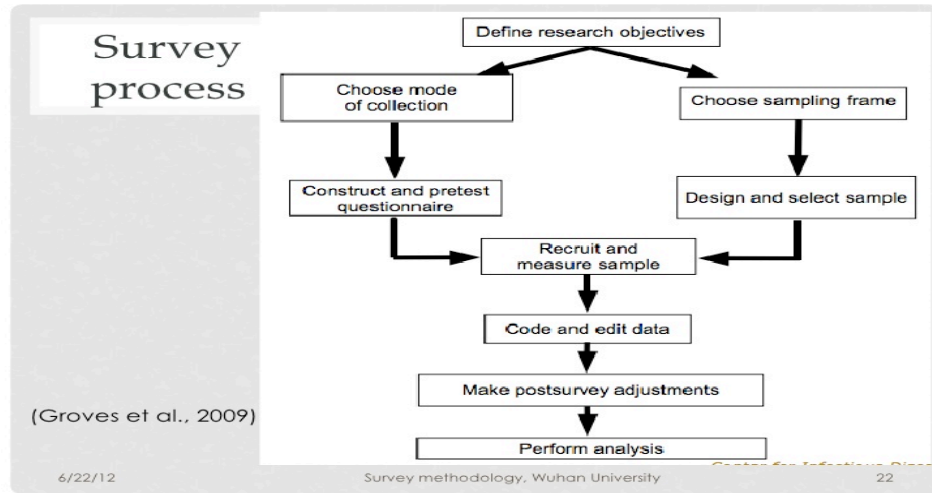 Survey
process
Define research objectives
Choose mode
of collection
Choose sampling frame
Construct and pretest
questionnaire
Design and select sample
Recruit and
measure sample
Code and edit data
Make postsurvey adjustments
Perform analysis
(Groves et al., 2009)
6/22/12
Survey methodology, Wuhan University
22